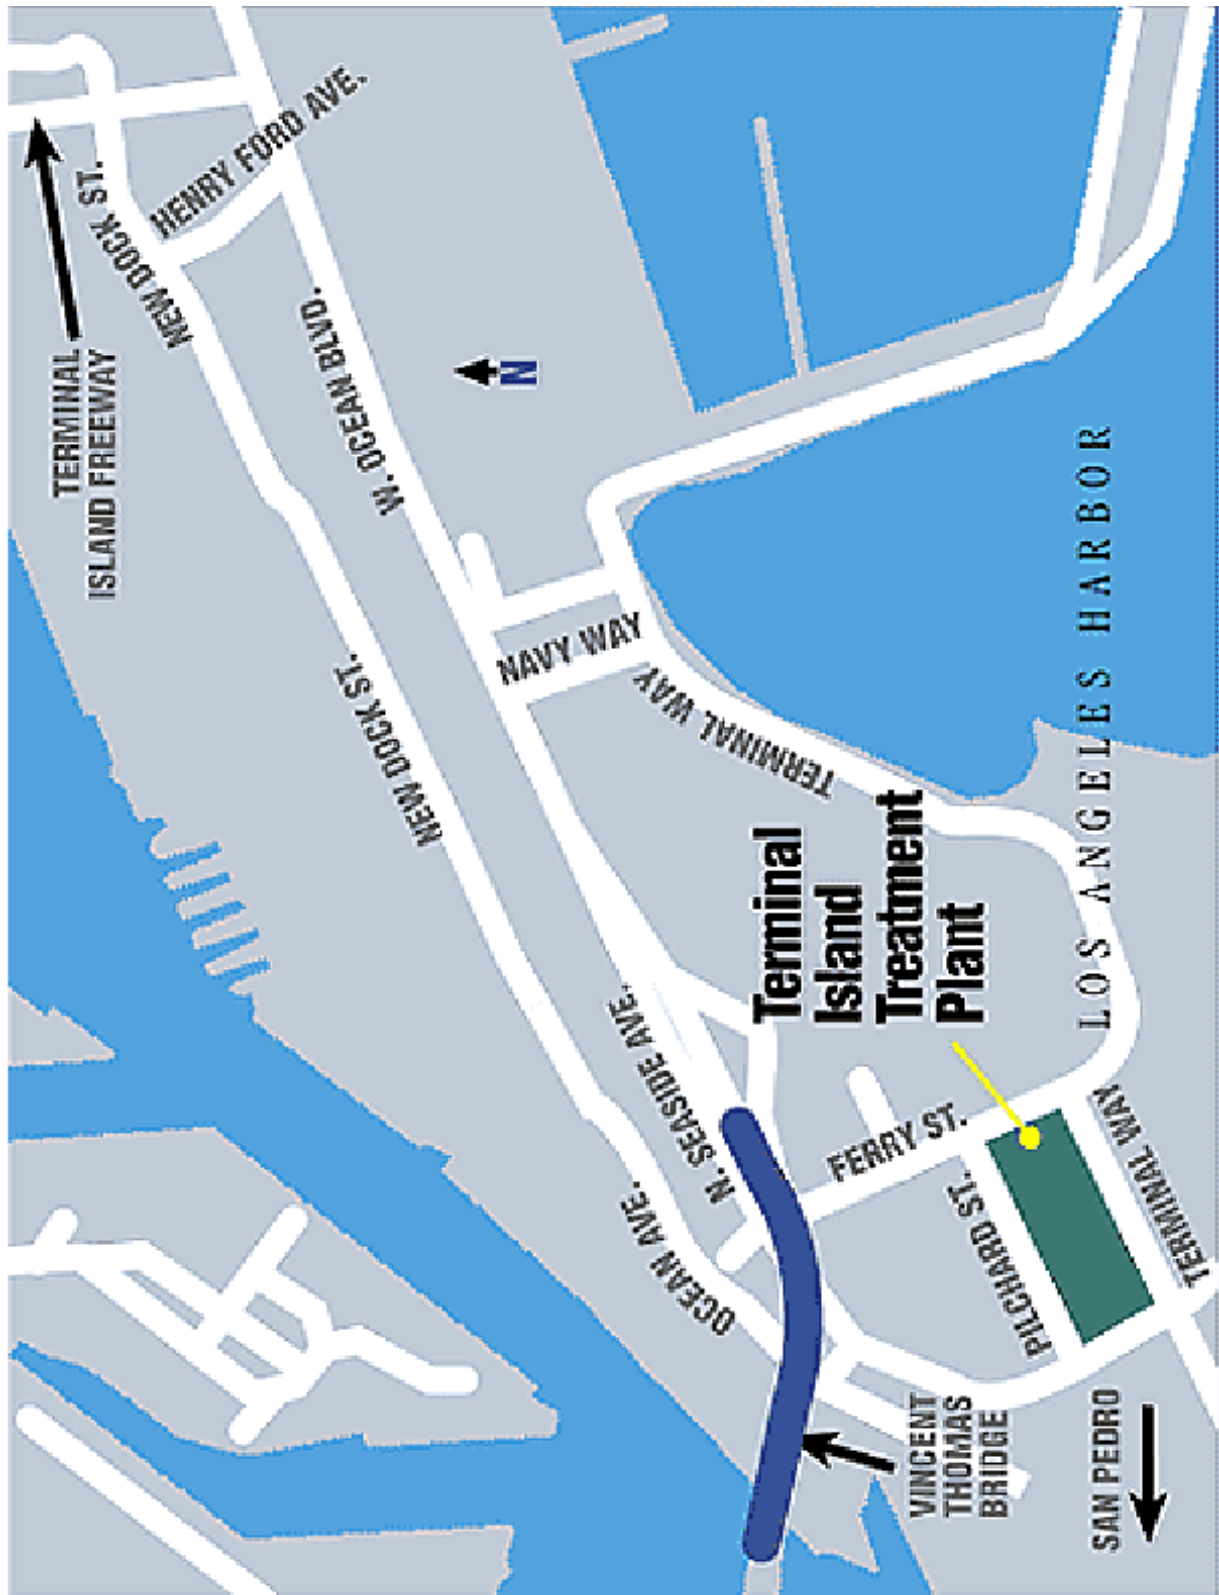 TERMINAL
ISLAND FREEWAY
NEW DOCK ST.
HENRY FORD AVE.
W. OCEAN BLVD.
N
NEW DOCK ST.
NAVY WAY
TERMINAL WAY
OCEAN AVE.
N. SEASIDE AVE.
Terminal
Island
Treatment
Plant
FERRY ST.
PILCHARD ST.
TERMINAL WAY
LOS ANGELES HARBOR
VINCENT
THOMAS
BRIDGE
SAN PEDRO